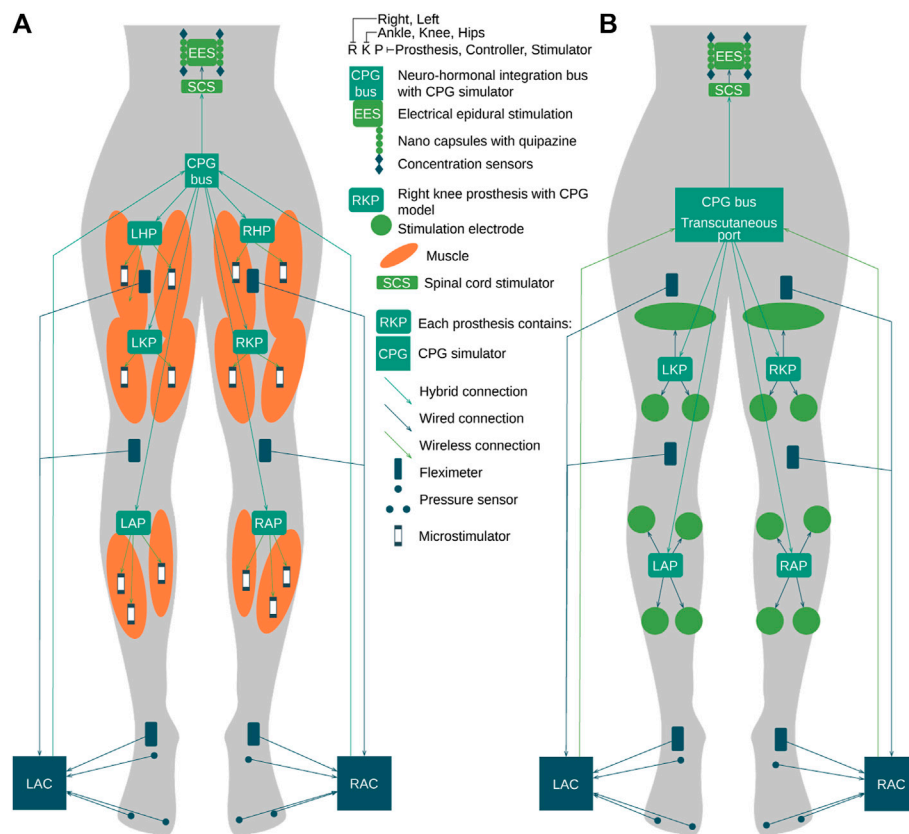 A
EES
SCS
CPG
bus
LHP
RHP
LKP
RKP
LAP
RAP
LAC
RAC
Right, Left
Ankle, Knee, Hips
R K P Prosthesis, Controller, Stimulator
CPG
bus
Neuro-hormonal integration bus
with CPG simulator
EES
Electrical epidural stimulation
Nano capsules with quipazine
Concentration sensors
RKP
Right knee prosthesis with CPG
model
Stimulation electrode
Muscle
SCS
Spinal cord stimulator
RKP
Each prosthesis contains:
CPG
CPG simulator
Hybrid connection
Wired connection
Wireless connection
Fleximeter
Pressure sensor
Microstimulator
B
EES
SCS
CPG bus
Transcutaneous
port
LKP
RKP
LAP
RAP
LAC
RAC